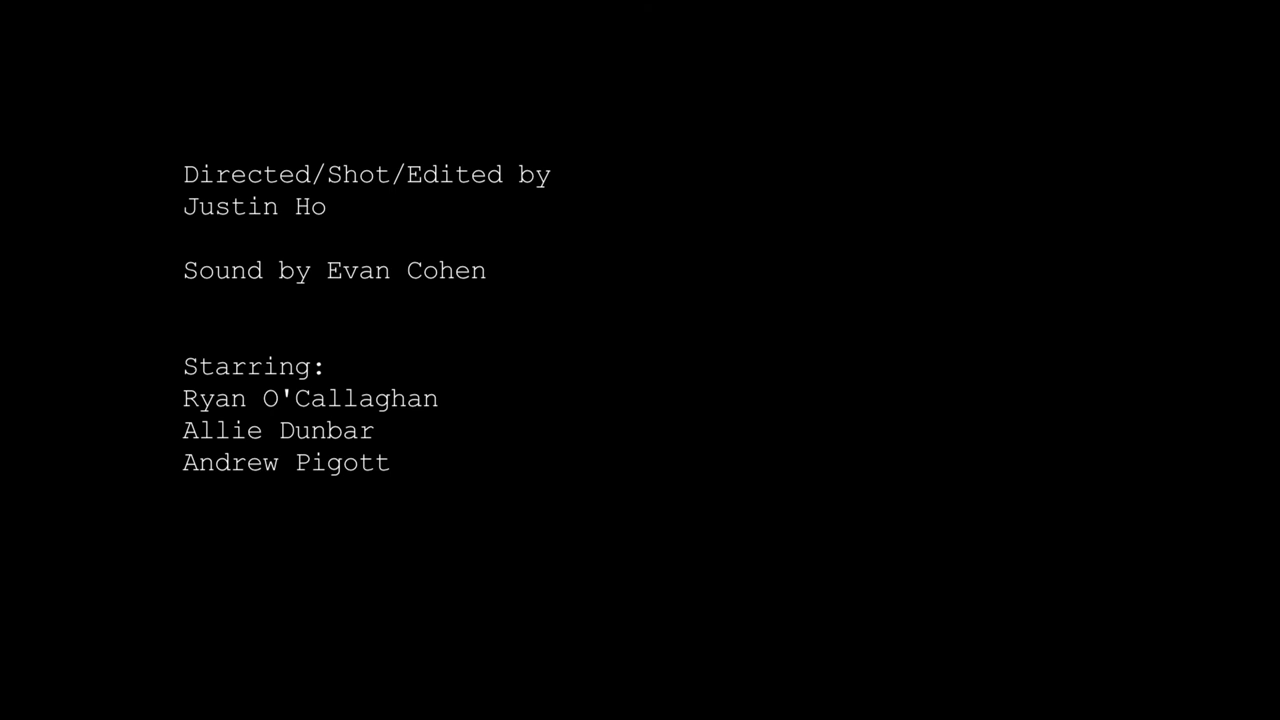 Directed/Shot/Edited by
Justin Ho
Sound by Evan Cohen
Starring:
Ryan O'Callaghan
Allie Dunbar
Andrew Pigott